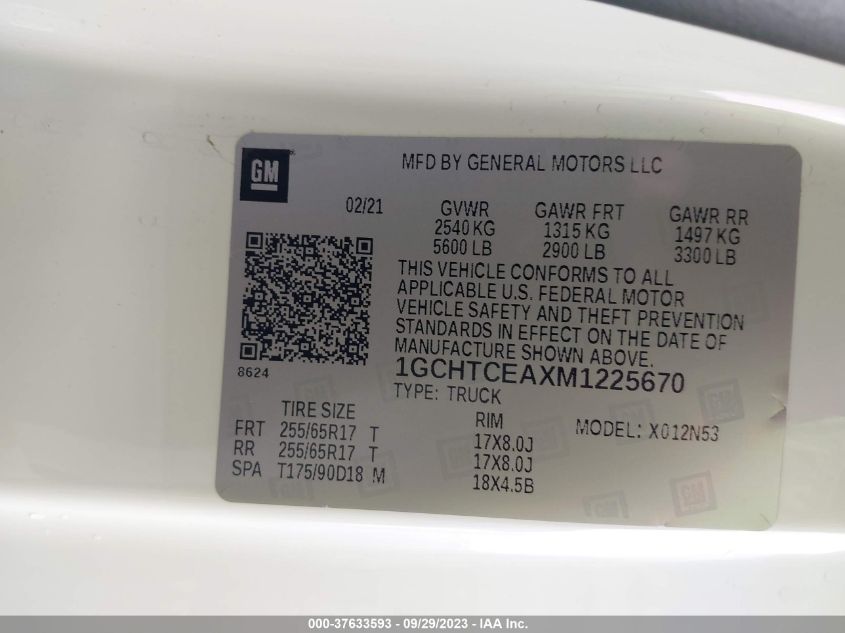 GM
MFD BY GENERAL MOTORS LLC
02/21
GVWR GAWR FRT GAWR RR
2540 KG 1315 KG 1497 KG
5600 LB 2900 LB 3300 LB
THIS VEHICLE CONFORMS TO ALL
APPLICABLE U.S. FEDERAL MOTOR
VEHICLE SAFETY AND THEFT PREVENTION
STANDARDS IN EFFECT ON THE DATE OF
MANUFACTURE SHOWN ABOVE.
8624
1GCHTCEAXM1225670
TYPE: TRUCK
TIRE SIZE RIM
MODEL: X012N53
FRT 255/65R17 T 17X8.0J
RR 255/65R17 T 17X8.0J
SPA T175/90D18 M 18X4.5B
GM
000-37633593 - 09/29/2023 - IAA Inc.